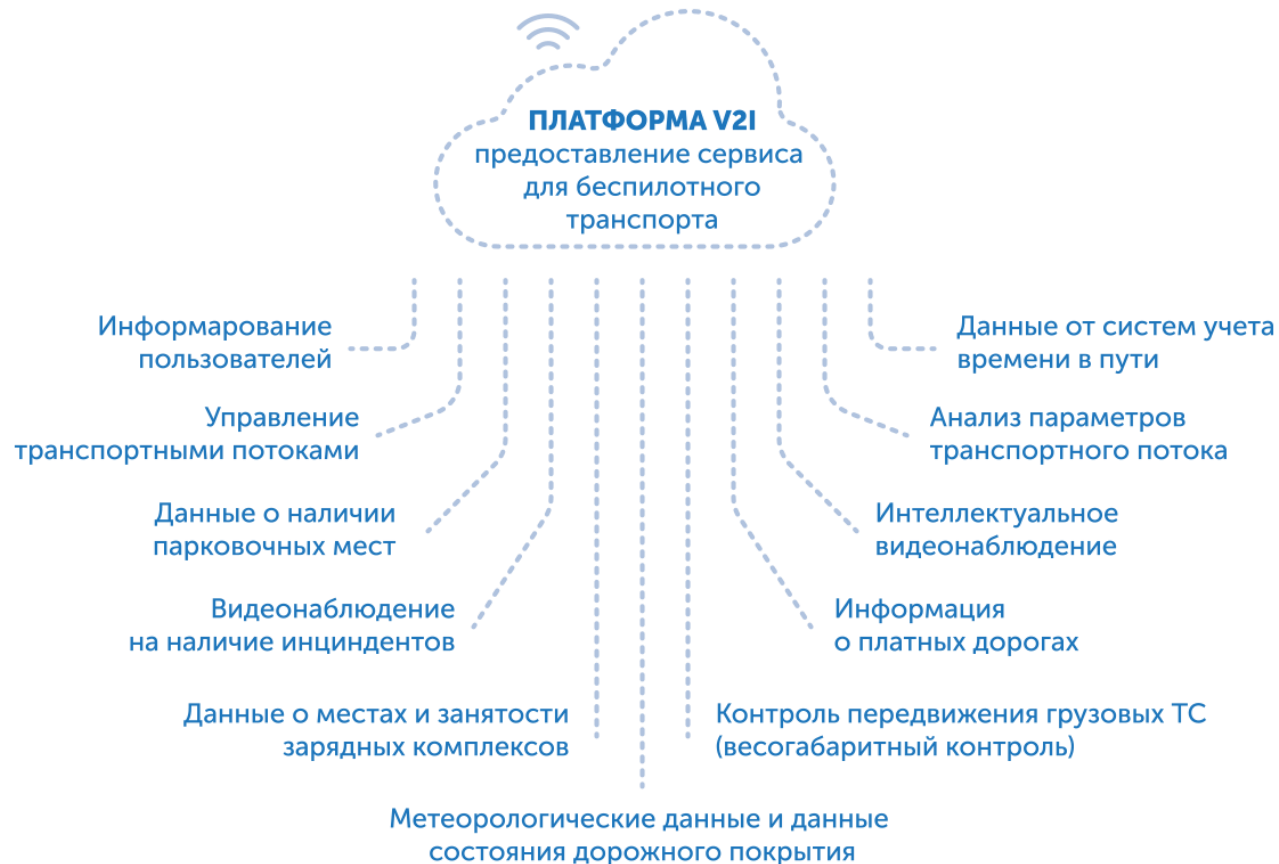 ПЛАТФОРМА V2I
предоставление сервиса
для беспилотного
транспорта
Информарование
пользователей
Управление
транспортными потоками
Данные о наличии
парковочных мест
Видеонаблюдение
на наличие инциндентов
Данные о местах и занятости
зарядных комплексов
Метеорологические данные и данные
состояния дорожного покрытия
Контроль передвижения грузовых ТС
(весогабаритный контроль)
Информация
о платных дорогах
Интеллектуальное
видеонаблюдение
Анализ параметров
транспортного потока
Данные от систем учета
времени в пути